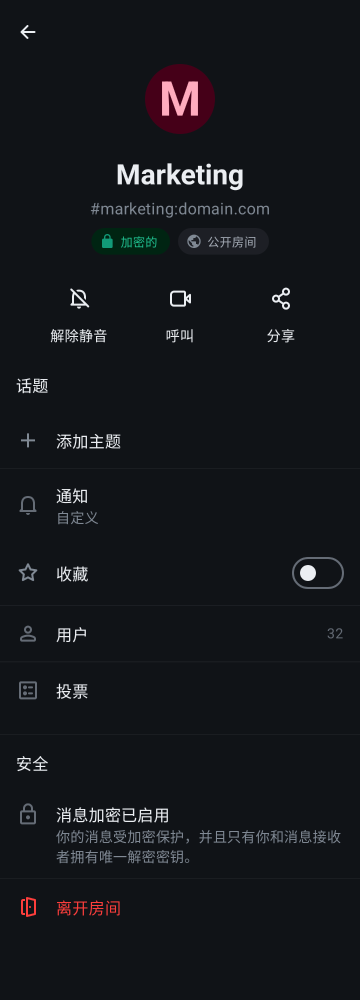 M
Marketing
#marketing:domain.com
加密的
公开房间
解除静音
呼叫
分享
话题
添加主题
通知
自定义
收藏
用户
32
投票
安全
消息加密已启用
你的消息受加密保护，并且只有你和消息接收
者拥有唯一解密密钥。
离开房间